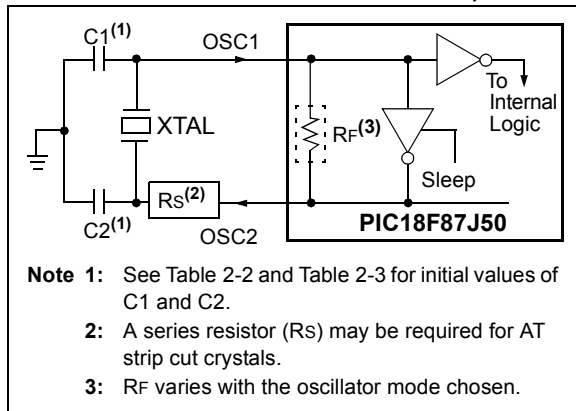 C1(1)
OSC1
To
Internal
Logic
XTAL
RF(3)
Sleep
RS(2)
C2(1)
OSC2
PIC18F87J50
Note 1: See Table 2-2 and Table 2-3 for initial values of
C1 and C2.
2: A series resistor (RS) may be required for AT
strip cut crystals.
3: RF varies with the oscillator mode chosen.